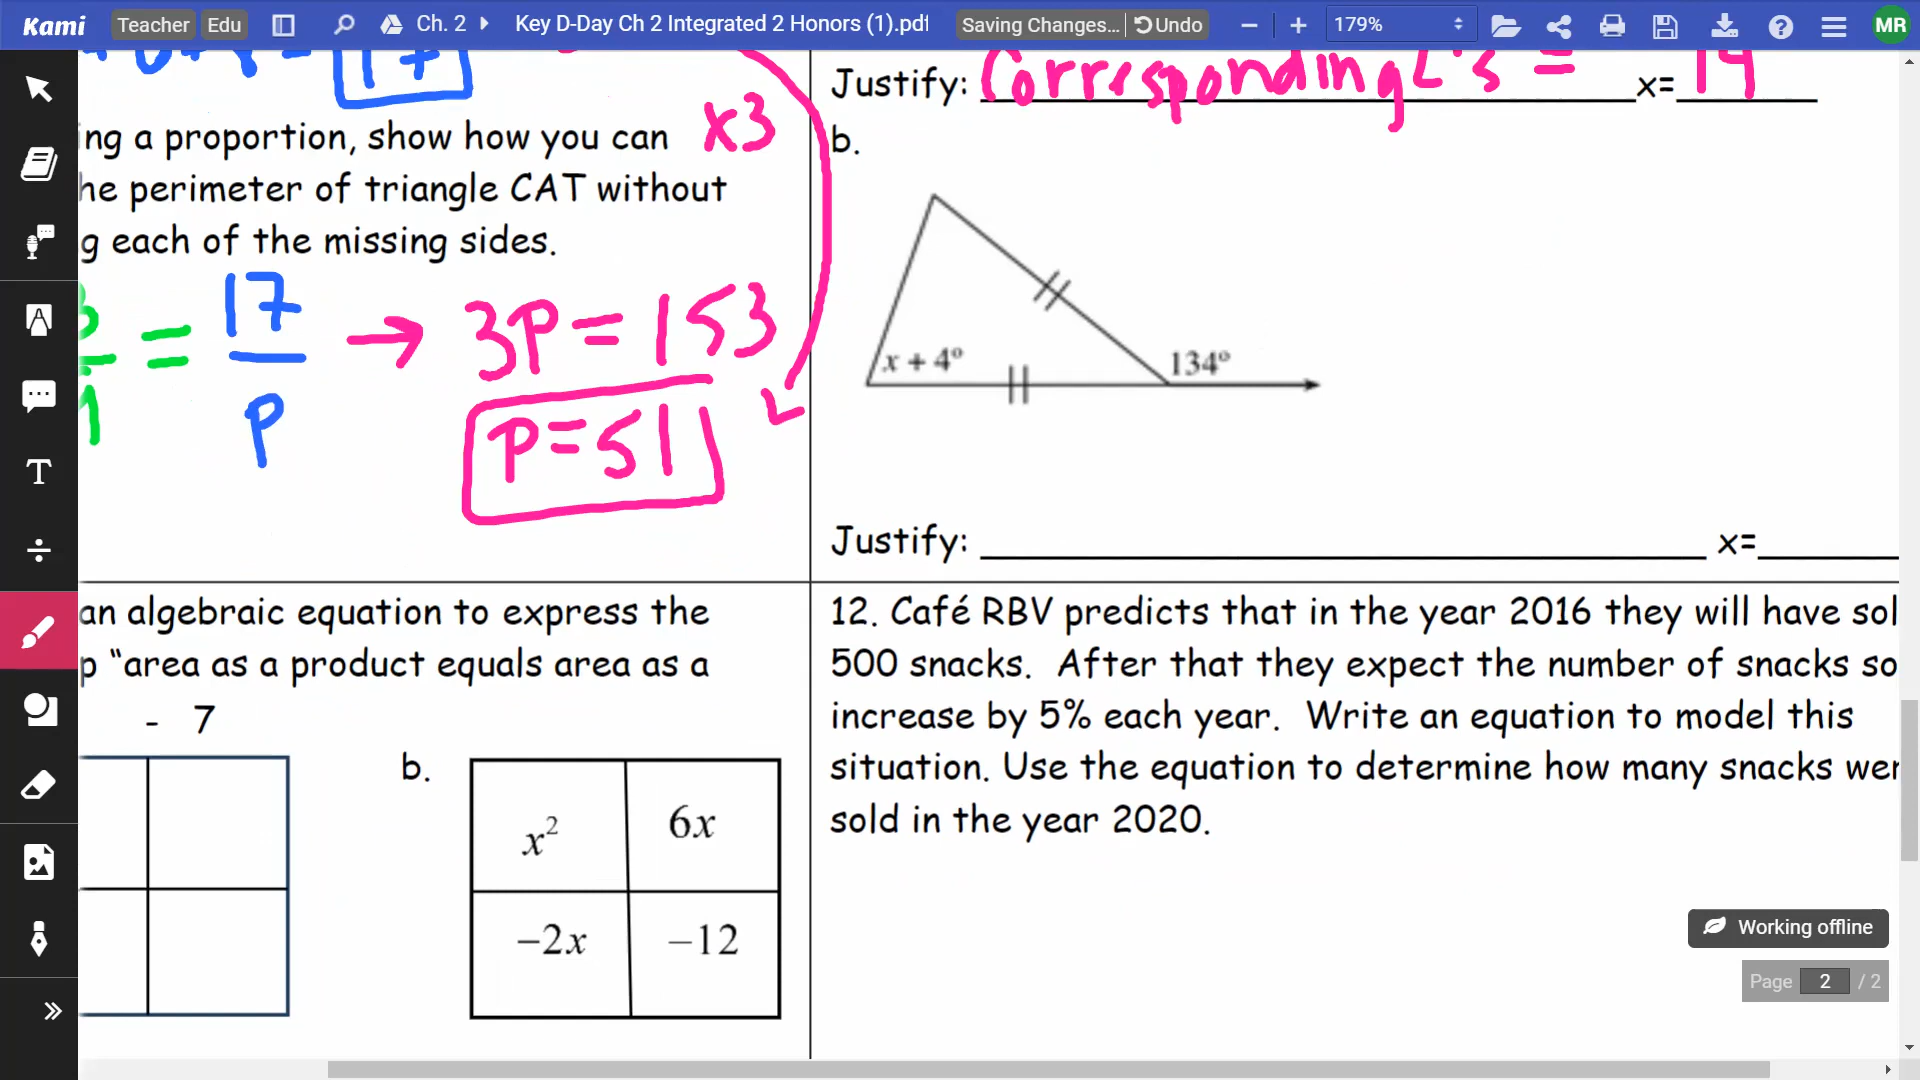 Kami Teacher Edu Ch. 2 Key D-Day Ch 2 Integrated 2 Honors (1).pdf Saving Changes... Undo 179% MR
17
ing a proportion, show how you can
he perimeter of triangle CAT without
g each of the missing sides.
x3
= 17/P → 3P = 153
P = 51
Justify: Corresponding ∠'s = x= 14
b.
x + 4°
134°
Justify: ____ x=____
an algebraic equation to express the
p “area as a product equals area as a
- 7
b.
x² 6x
−2x −12
12. Café RBV predicts that in the year 2016 they will have sol
500 snacks. After that they expect the number of snacks so
increase by 5% each year. Write an equation to model this
situation. Use the equation to determine how many snacks wer
sold in the year 2020.
Working offline
Page 2 / 2